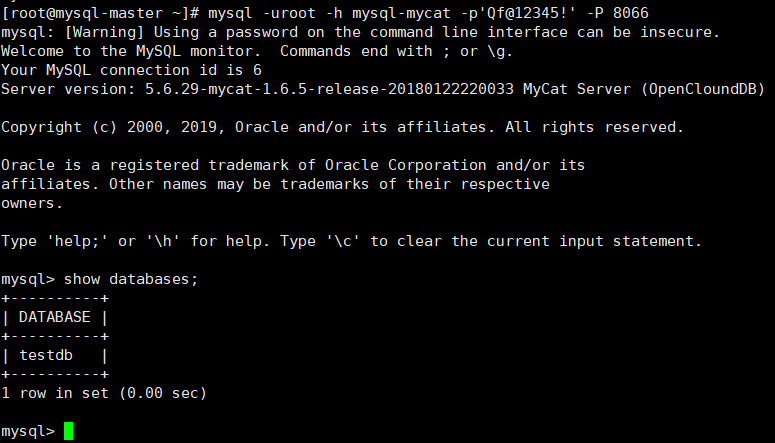 [root@mysql-master ~]# mysql -uroot -h mysql-mycat -p'Qf@12345!' -P 8066
mysql: [Warning] Using a password on the command line interface can be insecure.
Welcome to the MySQL monitor.  Commands end with ; or \g.
Your MySQL connection id is 6
Server version: 5.6.29-mycat-1.6.5-release-20180122220033 MyCat Server (OpenCloundDB)

Copyright (c) 2000, 2019, Oracle and/or its affiliates. All rights reserved.

Oracle is a registered trademark of Oracle Corporation and/or its
affiliates. Other names may be trademarks of their respective
owners.

Type 'help;' or '\h' for help. Type '\c' to clear the current input statement.

mysql> show databases;
+----------+
| DATABASE |
+----------+
| testdb   |
+----------+
1 row in set (0.00 sec)

mysql>